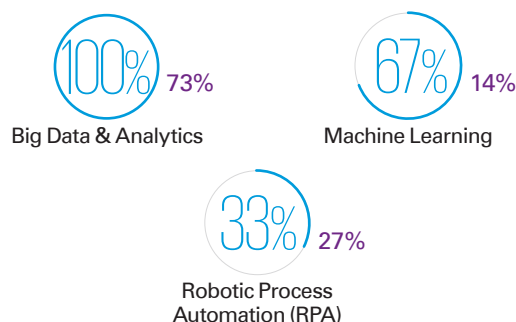 100% 73%
Big Data & Analytics
67% 14%
Machine Learning
33% 27%
Robotic Process
Automation (RPA)